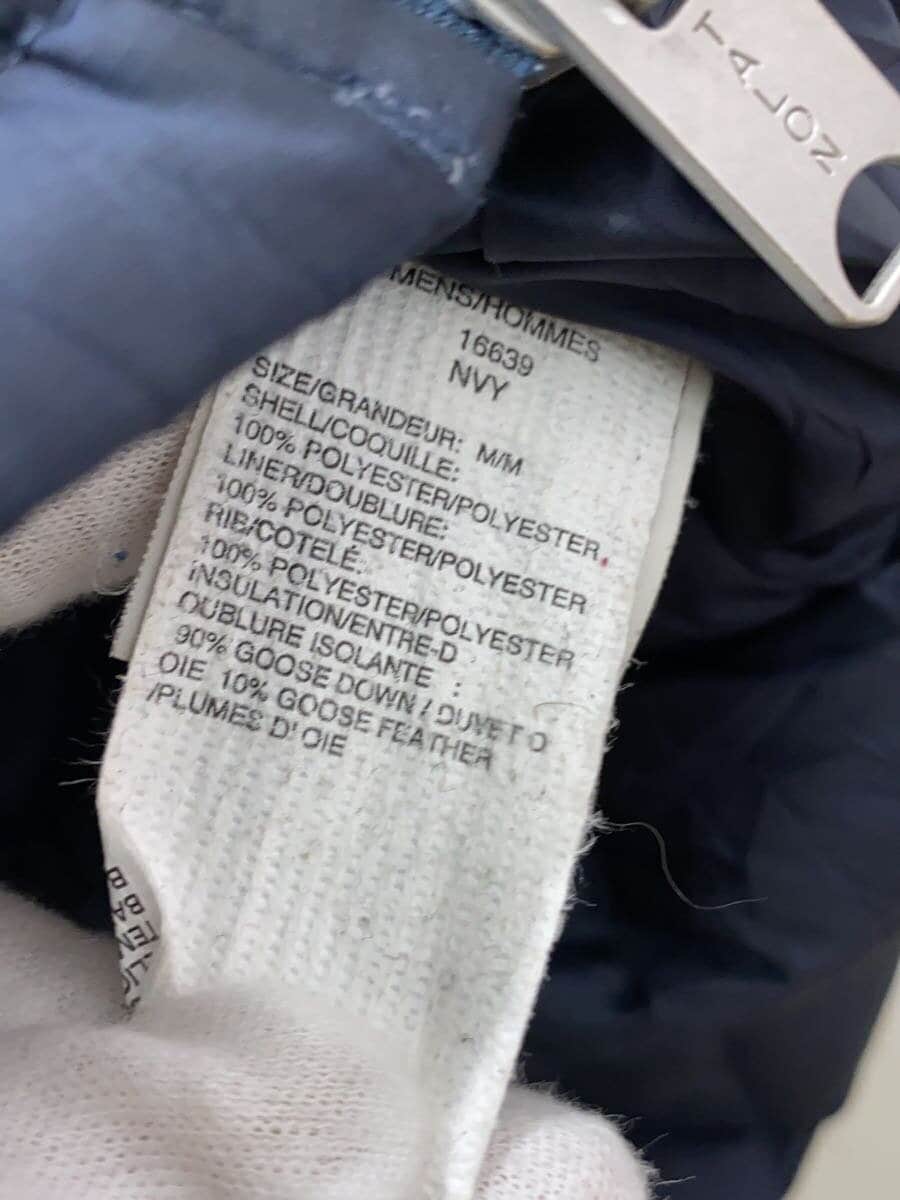 TALON
MENS/HOMMES
16639
NVY
SIZE/GRANDEUR: M/M
SHELL/COQUILLE:
100% POLYESTER/POLYESTER,
LINER/DOUBLURE:
100% POLYESTER/POLYESTER
RIB/COTELÉ:
100% POLYESTER/POLYESTER
INSULATION/ENTRE-D
OUBLURE ISOLANTE :
90% GOOSE DOWN / DUVET D
OIE 10% GOOSE FEATHER
/PLUMES D' OIE